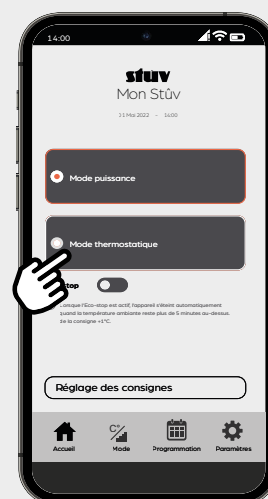 14:00
stûv
Mon Stûv
31 Mai 2022 - 14:00
Mode puissance
Mode thermostatique
stop
Lorsque l'Eco-stop est actif, l'appareil s'éteint automatiquement
quand la température ambiante reste plus de 5 minutes au-dessus.
de la consigne +1°C.
Réglage des consignes
C°/
Accueil
Mode
Programmation
Paramètres